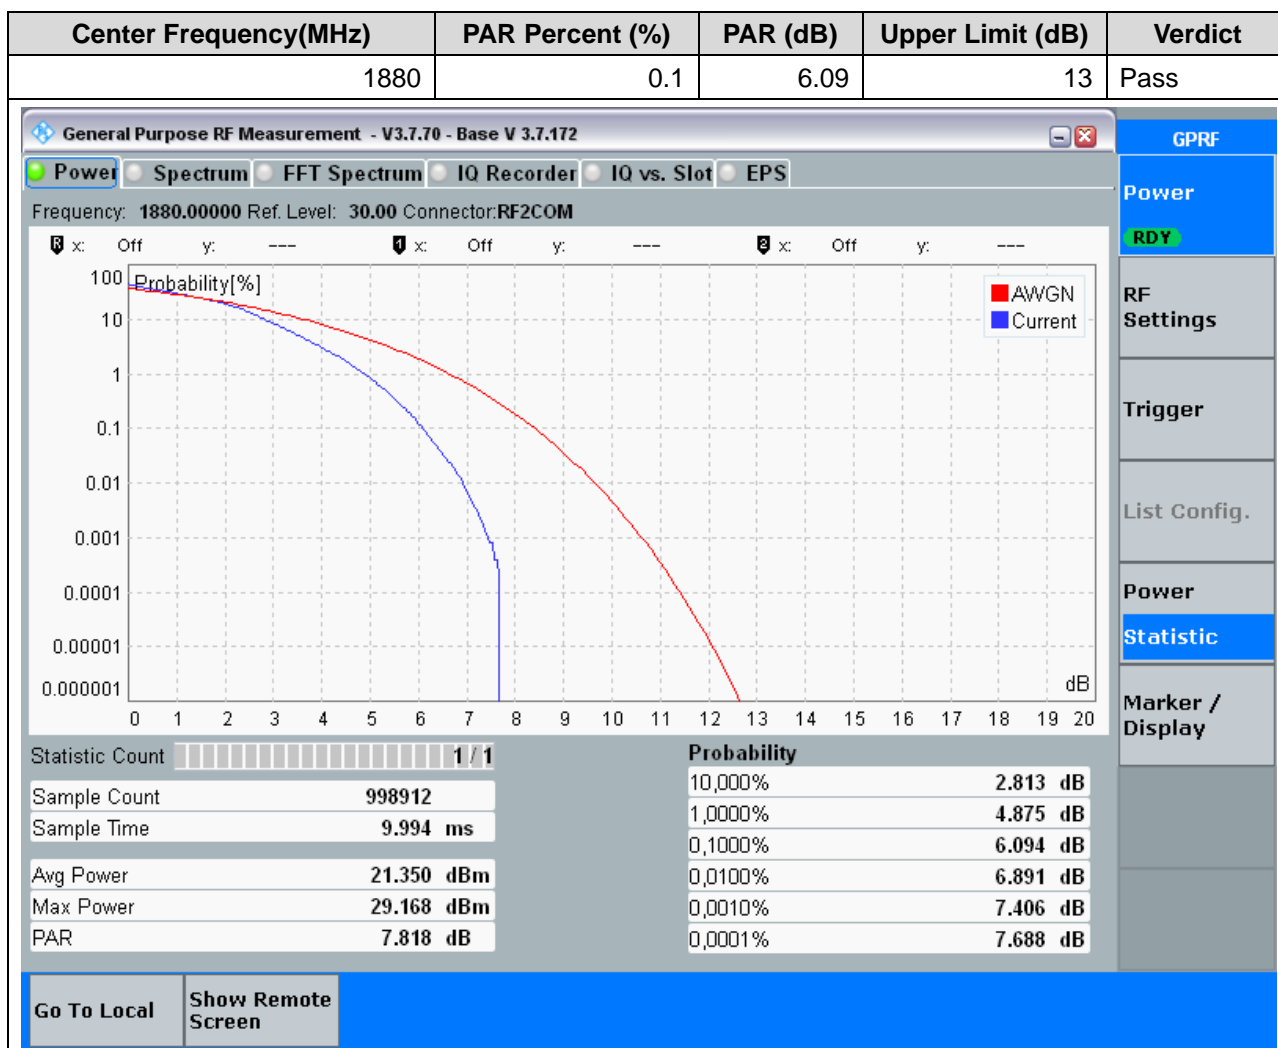 Center Frequency(MHz) PAR Percent (%) PAR (dB) Upper Limit (dB) Verdict
1880 0.1 6.09 13 Pass
General Purpose RF Measurement - V3.7.70 - Base V 3.7.172
GPRF
Power Spectrum FFT Spectrum IQ Recorder IQ vs. Slot EPS
Power
RDY
Frequency: 1880.00000 Ref. Level: 30.00 Connector:RF2COM
R x: Off y: --- 1 x: Off y: --- 2 x: Off y: ---
Probability[%]
AWGN
Current
100
10
1
0.1
0.01
0.001
0.0001
0.00001
0.000001
dB
0 1 2 3 4 5 6 7 8 9 10 11 12 13 14 15 16 17 18 19 20
RF
Settings
Trigger
List Config.
Power
Statistic
Marker /
Display
Statistic Count 1 / 1
Sample Count 998912
Sample Time 9.994 ms
Avg Power 21.350 dBm
Max Power 29.168 dBm
PAR 7.818 dB
Probability
10,000% 2.813 dB
1,0000% 4.875 dB
0,1000% 6.094 dB
0,0100% 6.891 dB
0,0010% 7.406 dB
0,0001% 7.688 dB
Go To Local
Show Remote
Screen